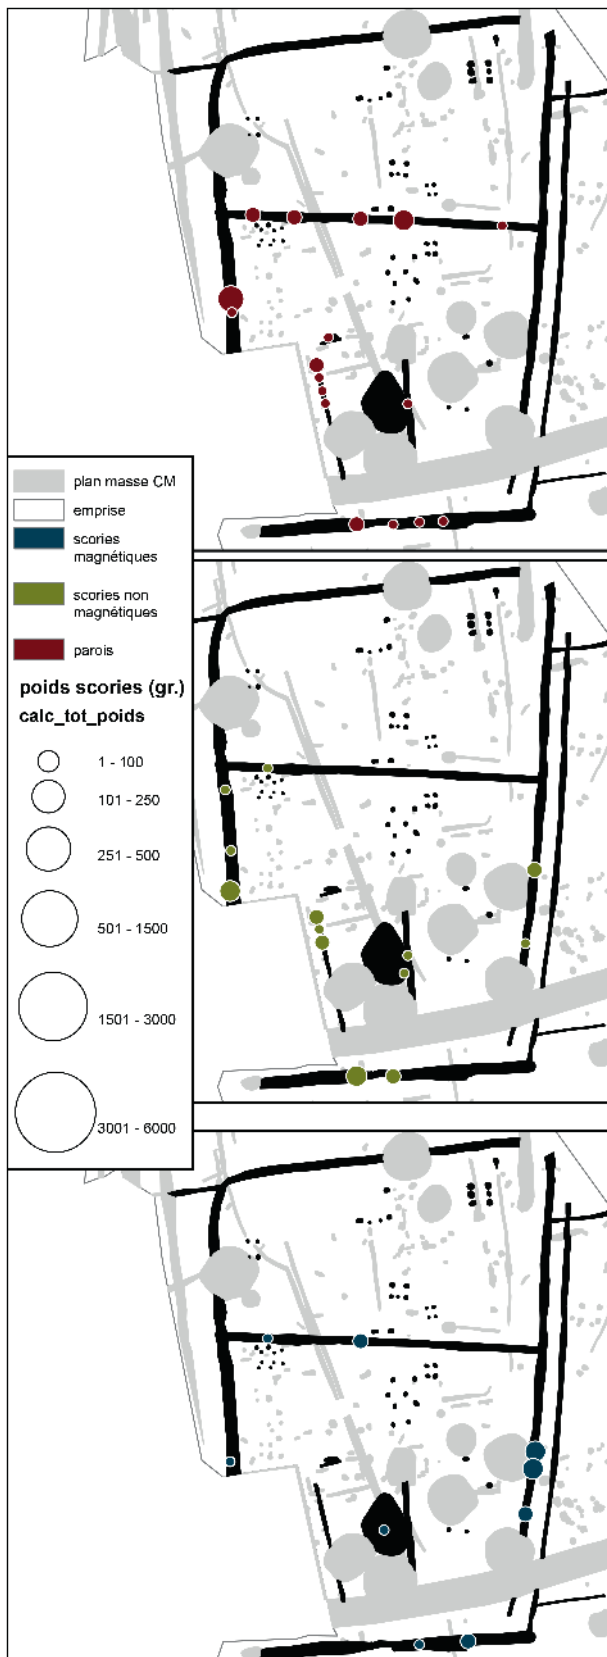 plan masse CM
emprise
scories
magnétiques
scories non
magnétiques
parois
poids scories (gr.)
calc_tot_poids
1 - 100
101 - 250
251 - 500
501 - 1500
1501 - 3000
3001 - 6000